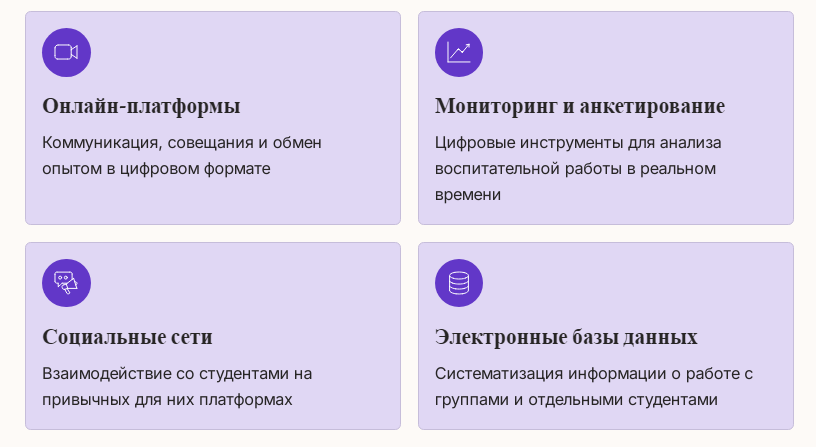 Онлайн-платформы
Коммуникация, совещания и обмен
опытом в цифровом формате
Мониторинг и анкетирование
Цифровые инструменты для анализа
воспитательной работы в реальном
времени
Социальные сети
Взаимодействие со студентами на
привычных для них платформах
Электронные базы данных
Систематизация информации о работе с
группами и отдельными студентами